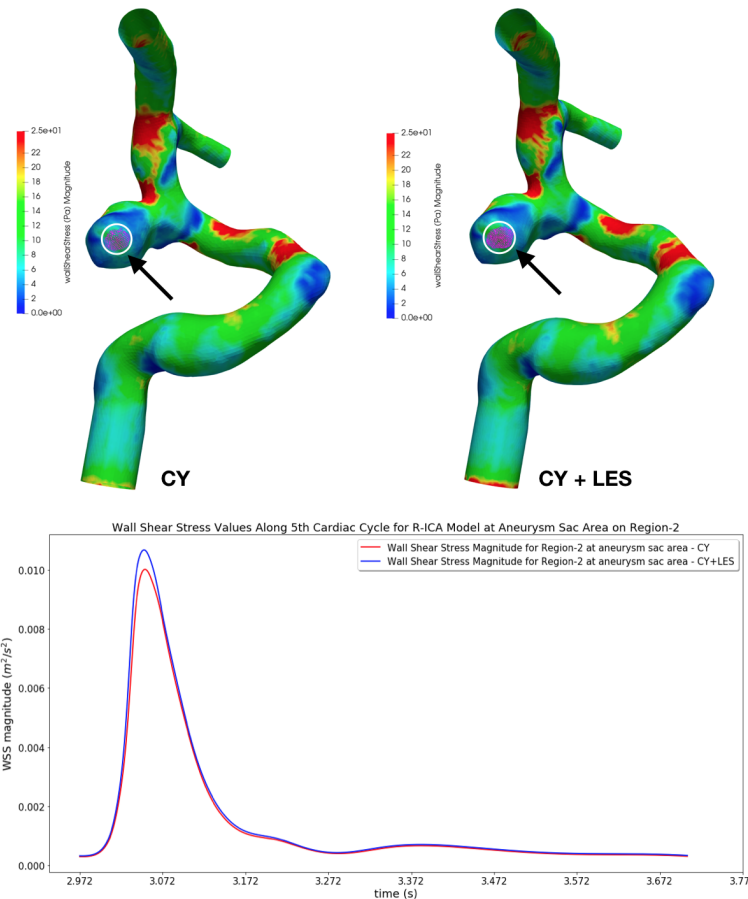 2.5e+01
22
20
18
16
14
12
10
8
6
4
2
0.0e+00
wallShearStress (Pa) Magnitude
2.5e+01
22
20
18
16
14
12
10
8
6
4
2
0.0e+00
wallShearStress (Pa) Magnitude
CY
CY + LES
Wall Shear Stress Values Along 5th Cardiac Cycle for R-ICA Model at Aneurysm Sac Area on Region-2
Wall Shear Stress Magnitude for Region-2 at aneurysm sac area - CY
Wall Shear Stress Magnitude for Region-2 at aneurysm sac area - CY+LES
WSS magnitude (m²/s²)
0.010
0.008
0.006
0.004
0.002
0.000
2.972
3.072
3.172
3.272
3.372
3.472
3.572
3.672
3.77
time (s)